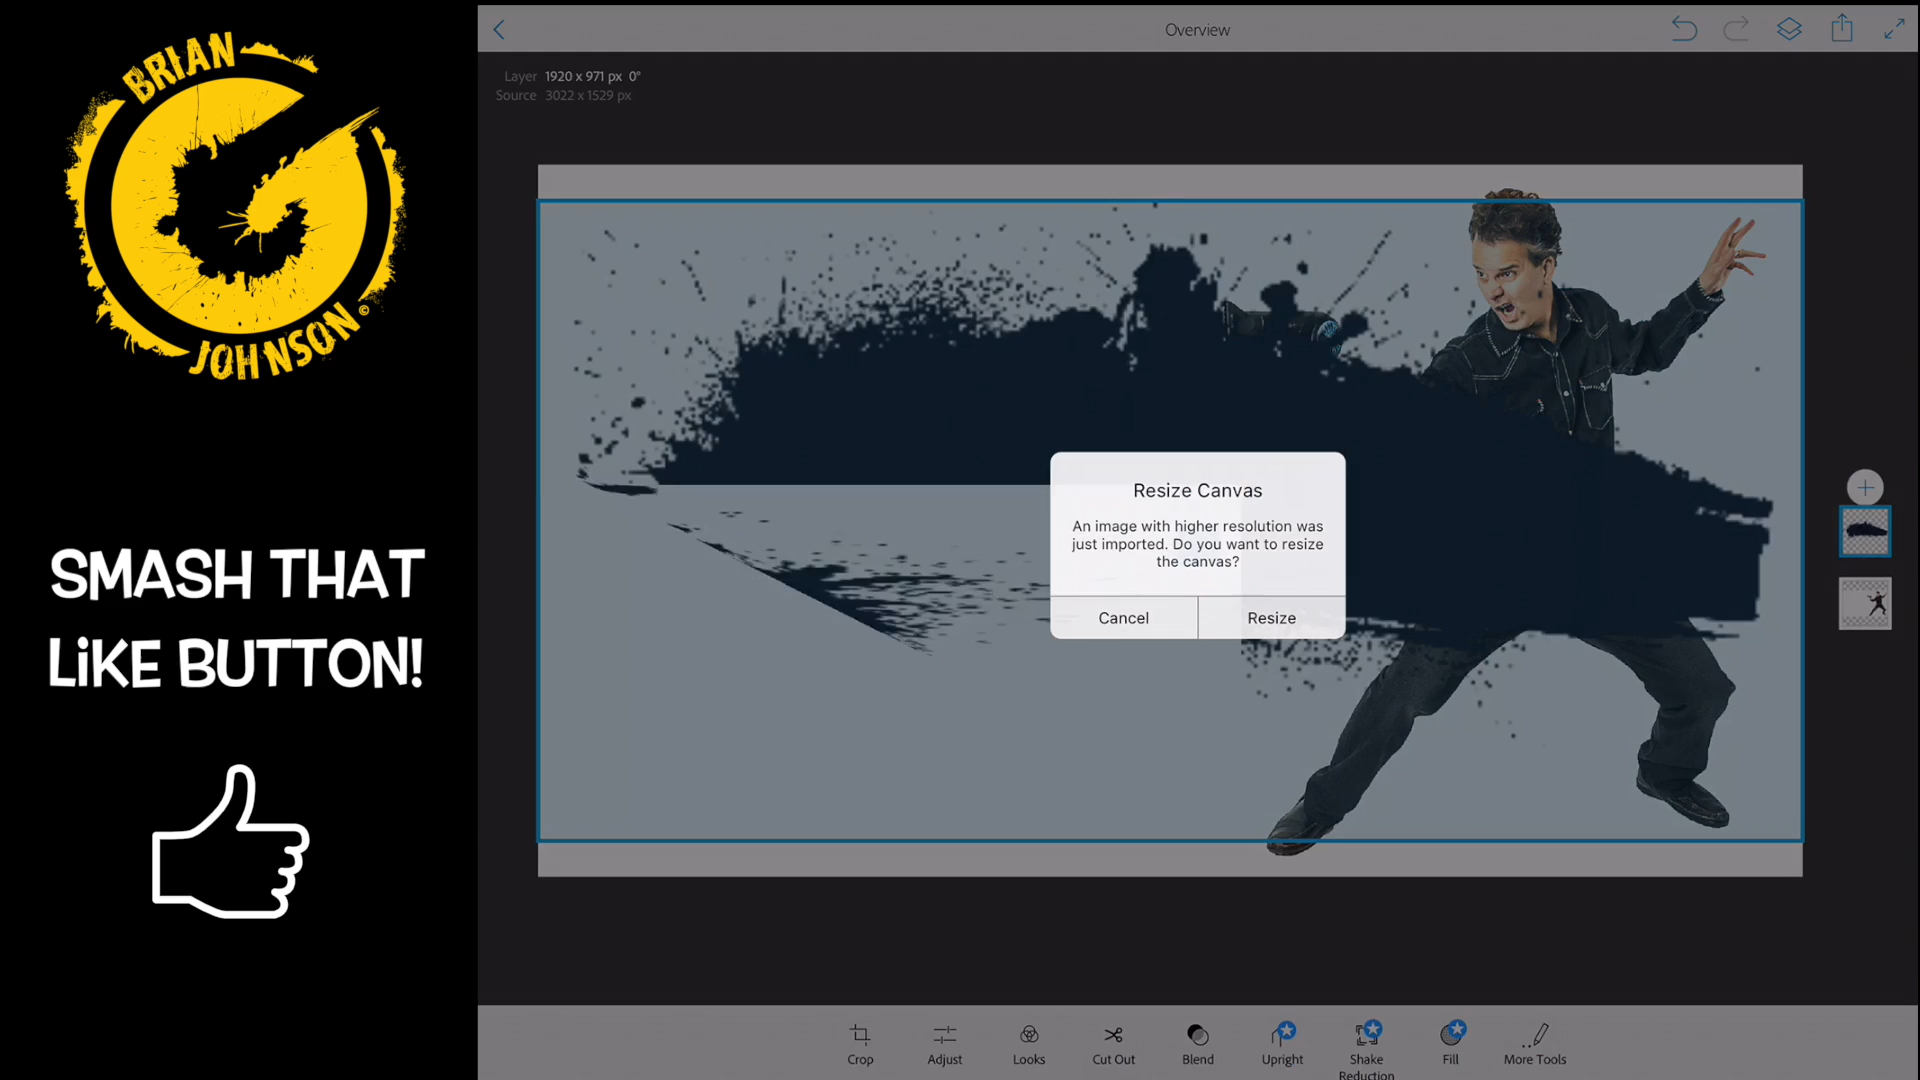 BRIAN
JOHNSON©
SMASH THAT
LiKE BUTTON!
Overview
Layer 1920 x 971 px 0°
Source 3022 x 1529 px
Resize Canvas
An image with higher resolution was
just imported. Do you want to resize
the canvas?
Cancel
Resize
Crop
Adjust
Looks
Cut Out
Blend
Upright
Shake
Reduction
Fill
More Tools